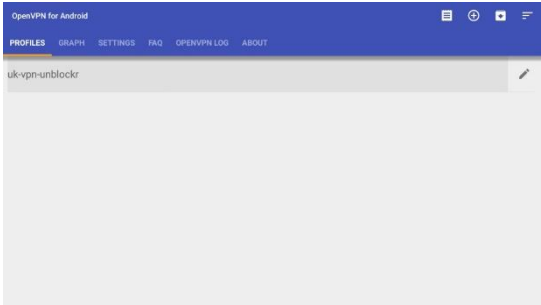 OpenVPN for Android
PROFILES GRAPH SETTINGS FAQ OPENVPN LOG ABOUT
uk-vpn-unblockr